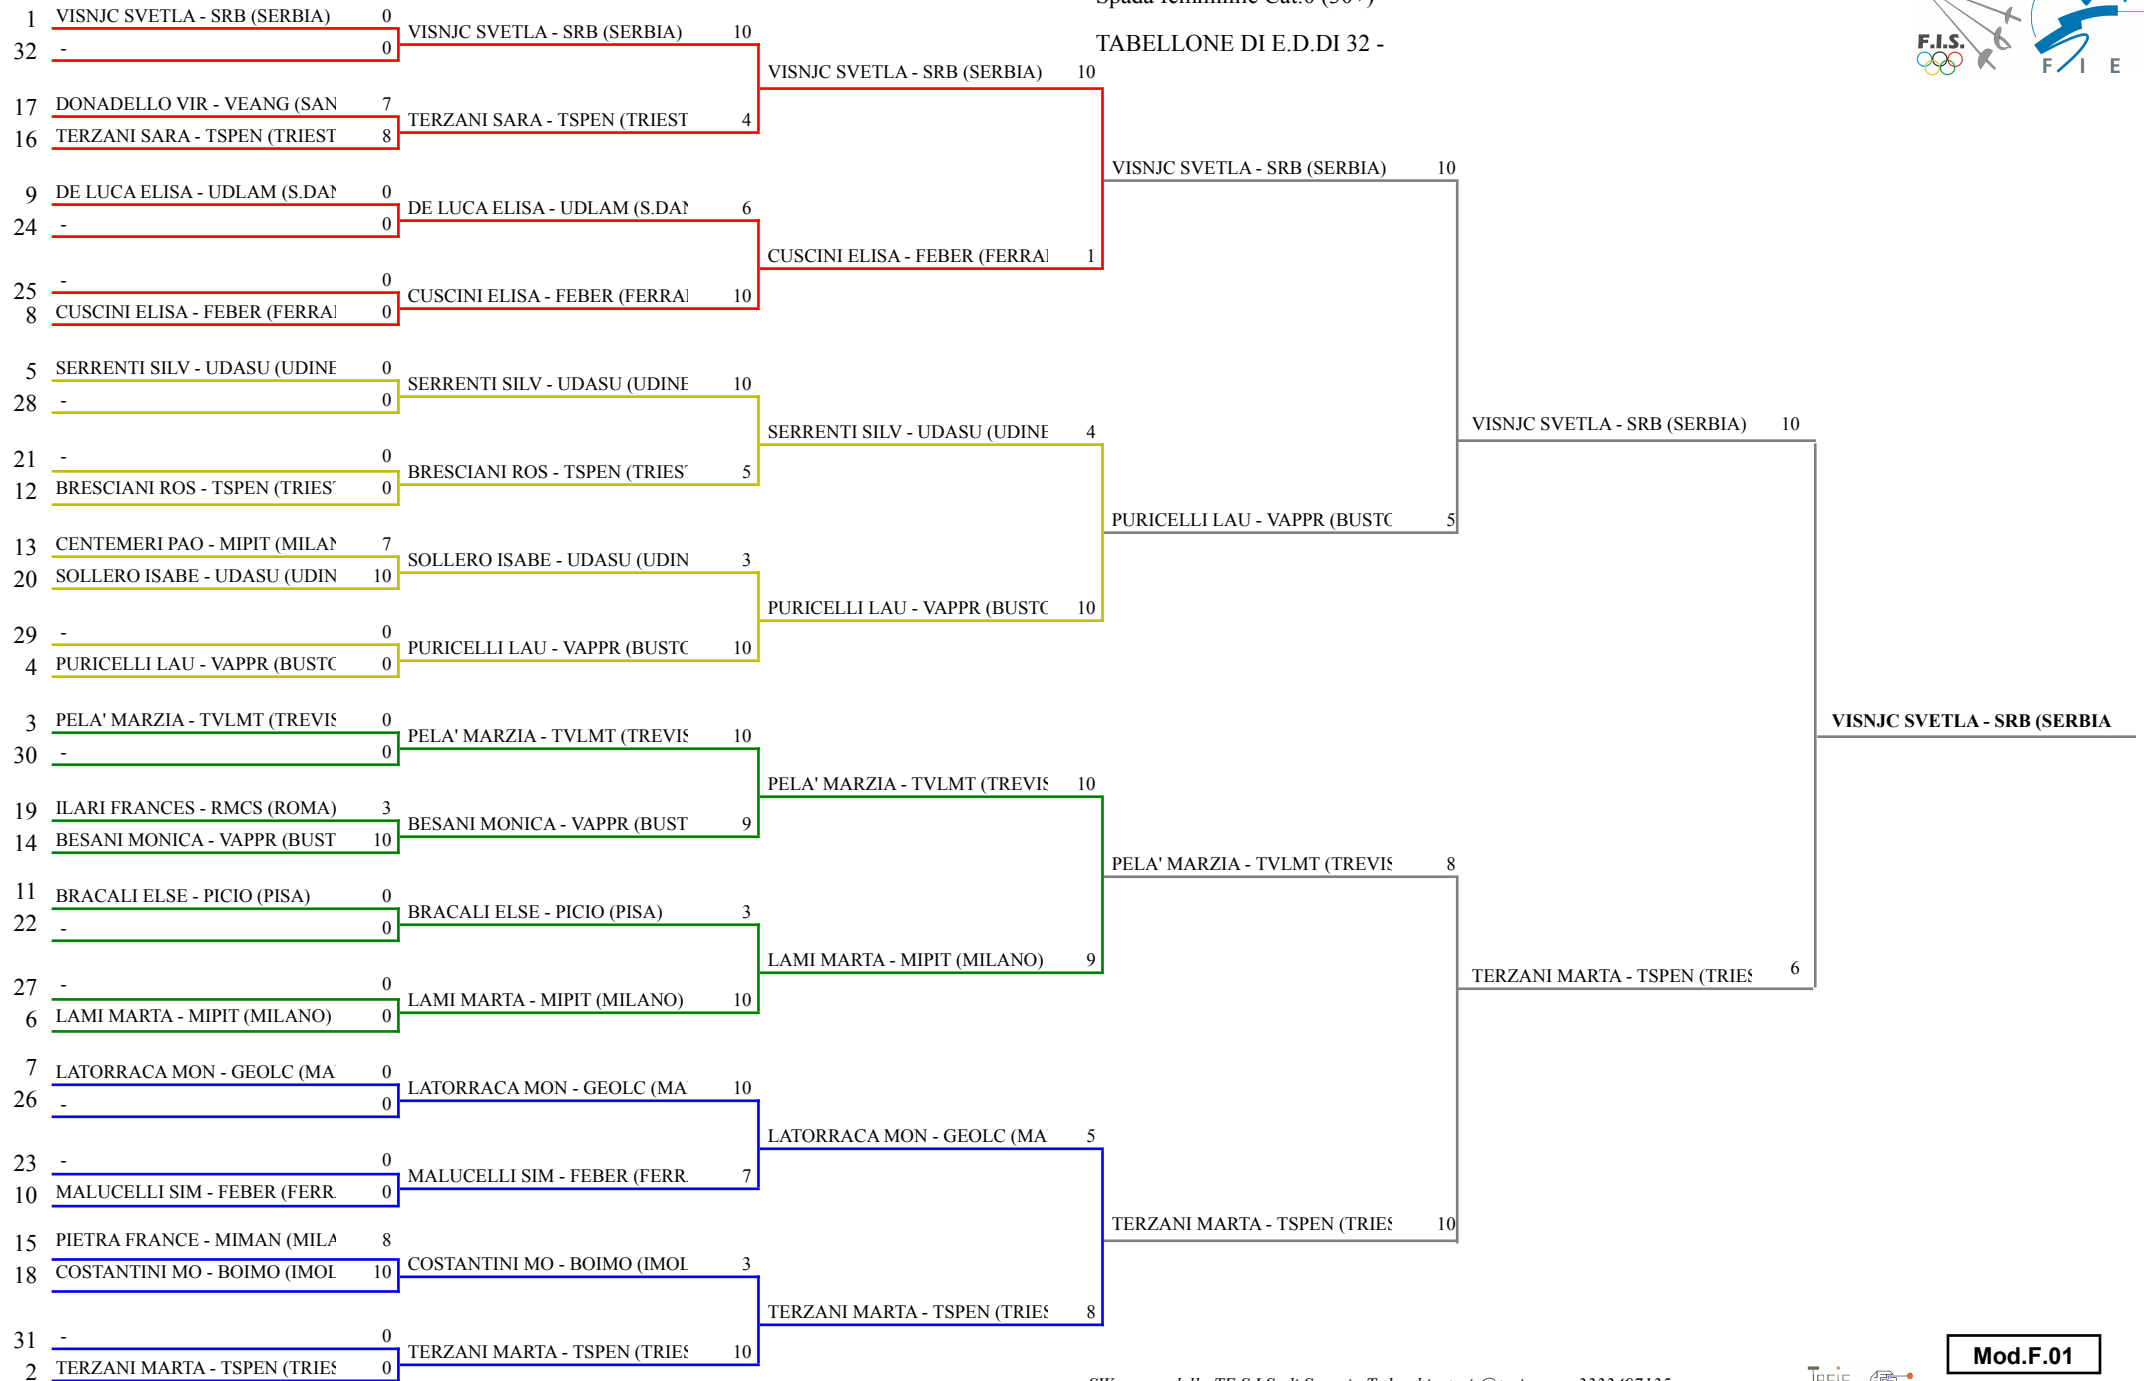 TABELLONE DI E.D.DI 32 -
F.I.S.
F I E
1 VISNJC SVETLA - SRB (SERBIA) 0
32 - 0
17 DONADELLO VIR - VEANG (SAN 7
16 TERZANI SARA - TSPEN (TRIEST 8
9 DE LUCA ELISA - UDLAM (S.DAN 0
24 - 0
25 - 0
8 CUSCINI ELISA - FEBER (FERRA 0
5 SERRENTI SILV - UDASU (UDINE 0
28 - 0
21 - 0
12 BRESCIANI ROS - TSPEN (TRIES 0
13 CENTEMERI PAO - MIPIT (MILAN 7
20 SOLLERO ISABE - UDASU (UDIN 10
29 - 0
4 PURICELLI LAU - VAPPR (BUSTO 0
3 PELA' MARZIA - TVLMT (TREVIS 0
30 - 0
19 ILARI FRANCES - RMCS (ROMA) 3
14 BESANI MONICA - VAPPR (BUST 10
11 BRACALI ELSE - PICIO (PISA) 0
22 - 0
27 - 0
6 LAMI MARTA - MIPIT (MILANO) 0
7 LATORRACA MON - GEOLC (MA 0
26 - 0
23 - 0
10 MALUCELLI SIM - FEBER (FERR 0
15 PIETRA FRANCE - MIMAN (MILA 8
18 COSTANTINI MO - BOIMO (IMOL 10
31 - 0
2 TERZANI MARTA - TSPEN (TRIES 0
VISNJC SVETLA - SRB (SERBIA) 10
TERZANI SARA - TSPEN (TRIEST 4
DE LUCA ELISA - UDLAM (S.DAN 6
CUSCINI ELISA - FEBER (FERRA 10
SERRENTI SILV - UDASU (UDINE 10
BRESCIANI ROS - TSPEN (TRIES 5
SOLLERO ISABE - UDASU (UDIN 3
PURICELLI LAU - VAPPR (BUSTO 10
PELA' MARZIA - TVLMT (TREVIS 10
BESANI MONICA - VAPPR (BUST 9
BRACALI ELSE - PICIO (PISA) 3
LAMI MARTA - MIPIT (MILANO) 10
LATORRACA MON - GEOLC (MA 10
MALUCELLI SIM - FEBER (FERR 7
COSTANTINI MO - BOIMO (IMOL 3
TERZANI MARTA - TSPEN (TRIES 10
VISNJC SVETLA - SRB (SERBIA) 10
CUSCINI ELISA - FEBER (FERRA 1
SERRENTI SILV - UDASU (UDINE 4
PURICELLI LAU - VAPPR (BUSTO 10
PELA' MARZIA - TVLMT (TREVIS 10
LAMI MARTA - MIPIT (MILANO) 9
LATORRACA MON - GEOLC (MA 5
TERZANI MARTA - TSPEN (TRIES 8
VISNJC SVETLA - SRB (SERBIA) 10
PURICELLI LAU - VAPPR (BUSTO 5
PELA' MARZIA - TVLMT (TREVIS 8
TERZANI MARTA - TSPEN (TRIES 10
VISNJC SVETLA - SRB (SERBIA) 10
TERZANI MARTA - TSPEN (TRIES 6
VISNJC SVETLA - SRB (SERBIA
Mod.F.01